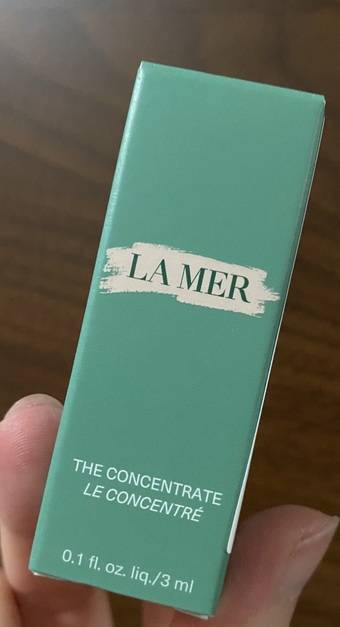 LA MER
THE CONCENTRATE
LE CONCENTRÉ
0.1 fl. oz. liq./3 ml